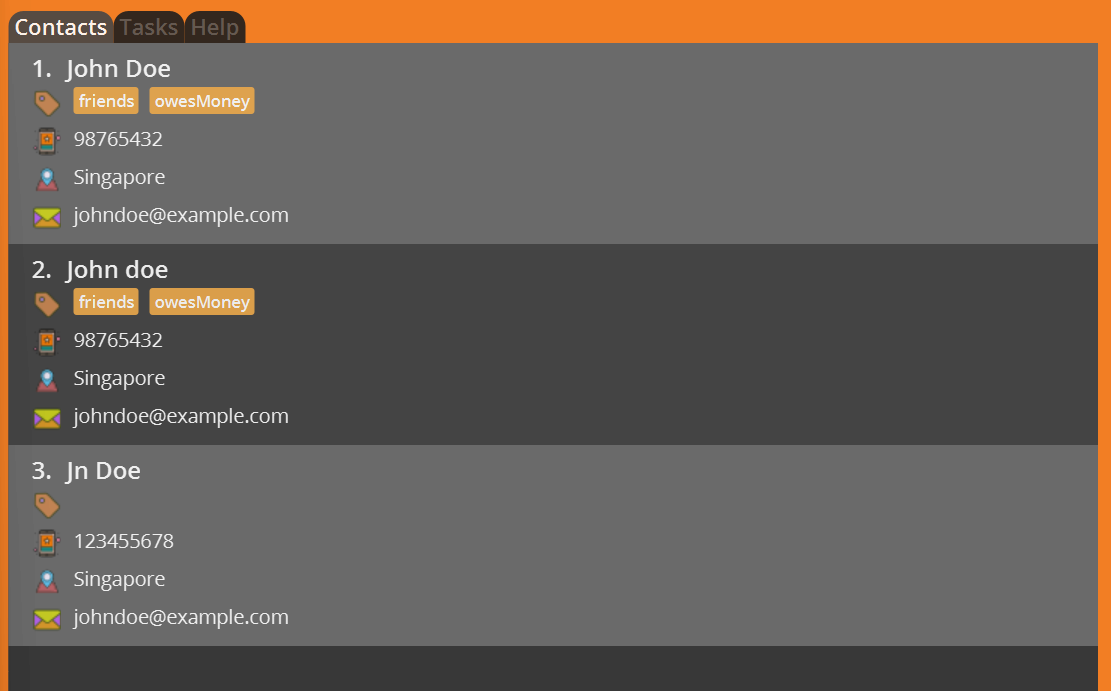 Contacts Tasks Help
1. John Doe
friends owesMoney
98765432
Singapore
johndoe@example.com
2. John doe
friends owesMoney
98765432
Singapore
johndoe@example.com
3. Jn Doe
123455678
Singapore
johndoe@example.com